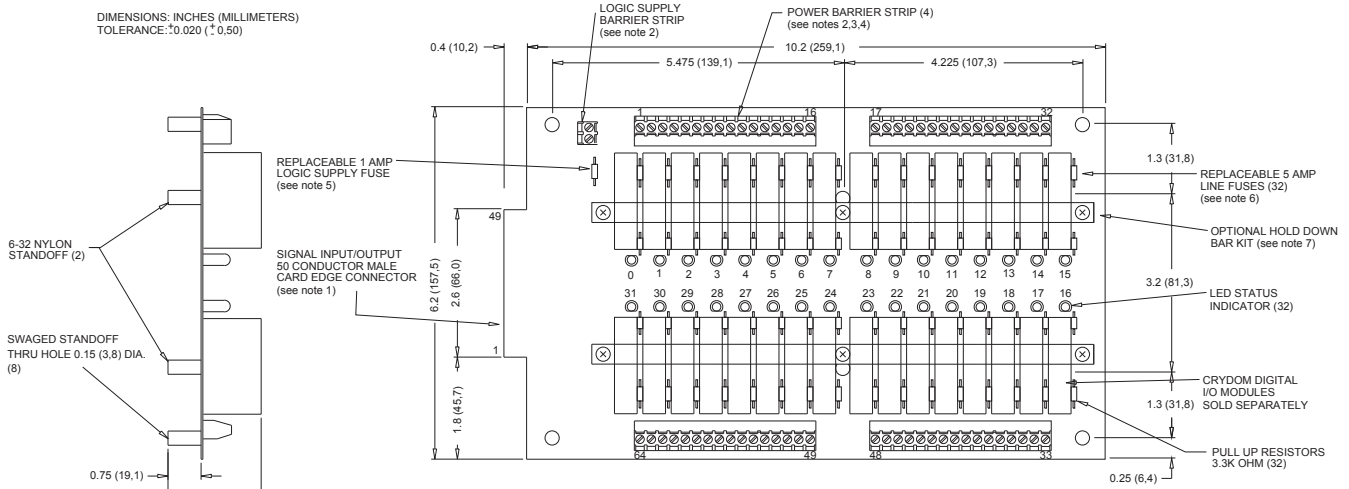 DIMENSIONS: INCHES (MILLIMETERS)
TOLERANCE: ± 0.020 ( ± 0,50)
LOGIC SUPPLY
BARRIER STRIP
(see note 2)
POWER BARRIER STRIP (4)
(see notes 2,3,4)
0.4 (10,2)
10.2 (259,1)
5.475 (139,1)
4.225 (107,3)
1
16
17
32
REPLACEABLE 1 AMP
LOGIC SUPPLY FUSE
(see note 5)
1.3 (31,8)
REPLACEABLE 5 AMP
LINE FUSES (32)
(see note 6)
49
6-32 NYLON
STANDOFF (2)
SIGNAL INPUT/OUTPUT
50 CONDUCTOR MALE
CARD EDGE CONNECTOR
(see note 1)
6.2 (157,5)
2.6 (66,0)
OPTIONAL HOLD DOWN
BAR KIT (see note 7)
0 1 2 3 4 5 6 7 8 9 10 11 12 13 14 15
31 30 29 28 27 26 25 24 23 22 21 20 19 18 17 16
3.2 (81,3)
LED STATUS
INDICATOR (32)
SWAGED STANDOFF
THRU HOLE 0.15 (3,8) DIA.
(8)
1
1.8 (45,7)
CRYDOM DIGITAL
I/O MODULES
SOLD SEPARATELY
1.3 (31,8)
64
49
48
33
PULL UP RESISTORS
3.3K OHM (32)
0.75 (19,1)
0.25 (6,4)